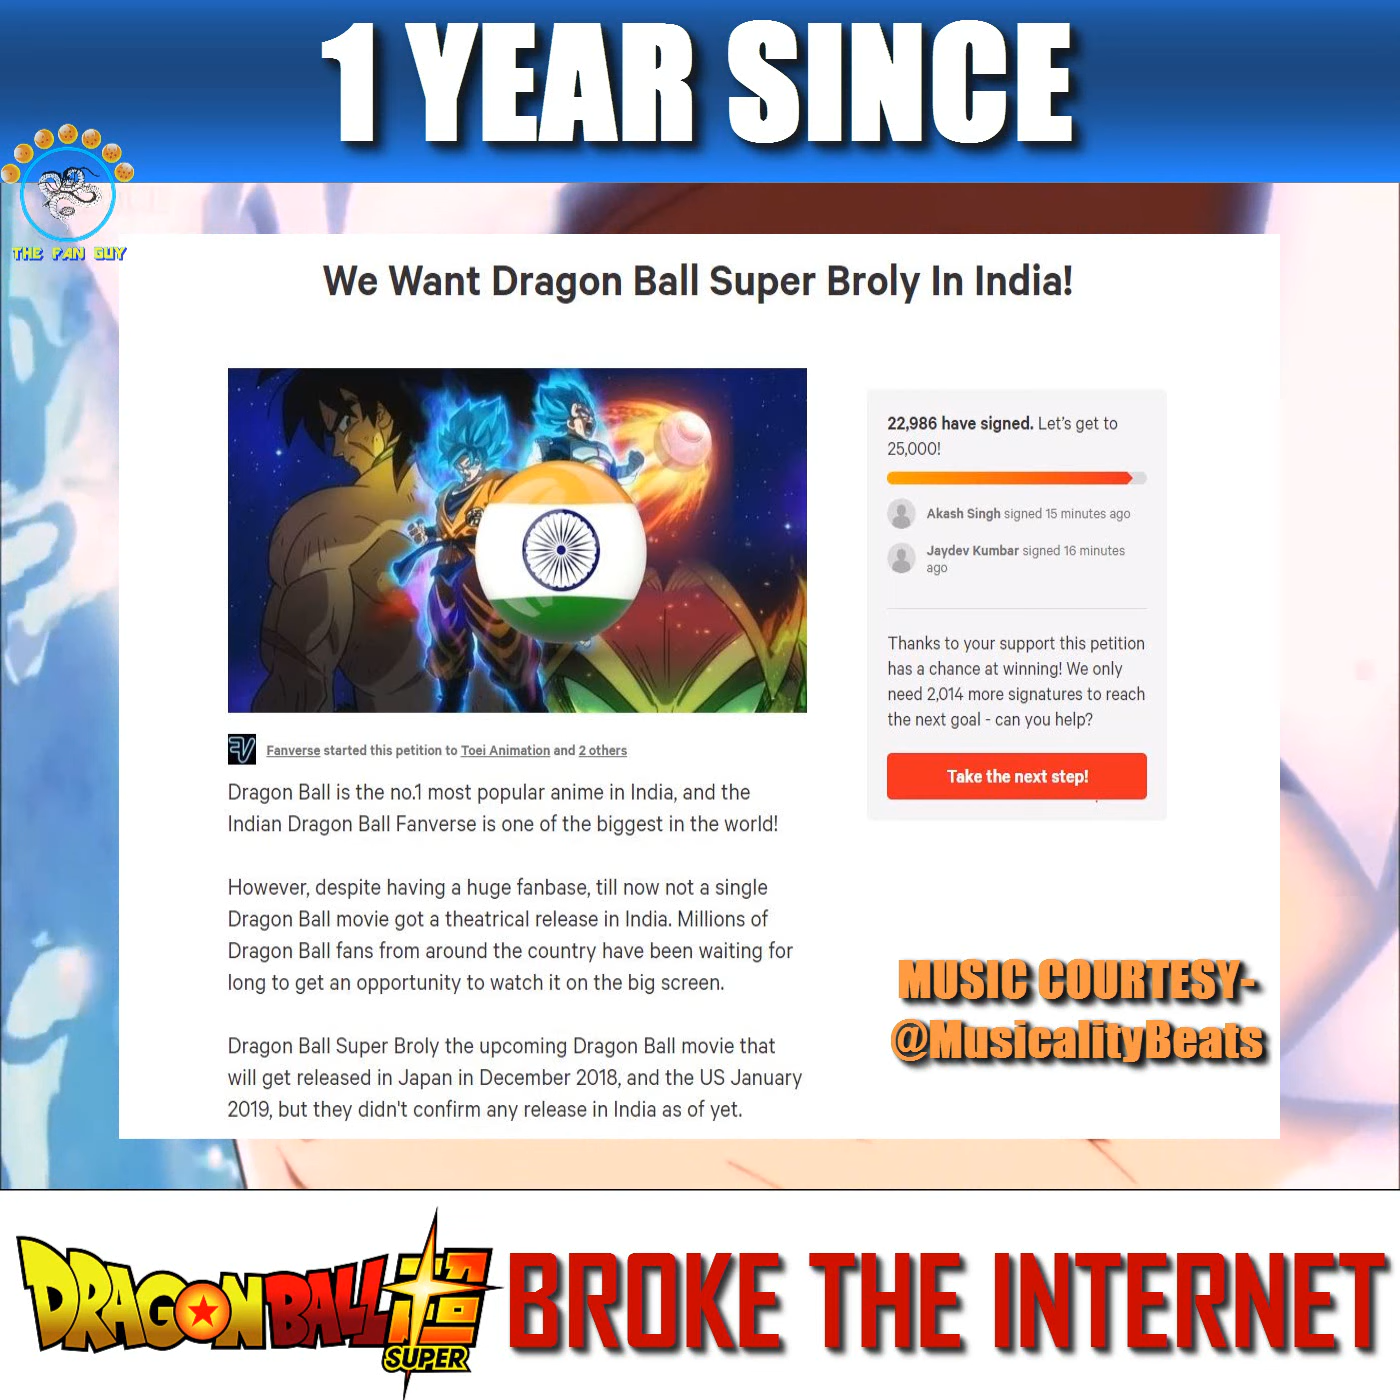 1 YEAR SINCE
THE FAN GUY
We Want Dragon Ball Super Broly In India!
22,986 have signed. Let's get to
25,000!
Akash Singh signed 15 minutes ago
Jaydev Kumbar signed 16 minutes
ago
Thanks to your support this petition
has a chance at winning! We only
need 2,014 more signatures to reach
the next goal - can you help?
Take the next step!
FV
Fanverse started this petition to Toei Animation and 2 others
Dragon Ball is the no.1 most popular anime in India, and the
Indian Dragon Ball Fanverse is one of the biggest in the world!
However, despite having a huge fanbase, till now not a single
Dragon Ball movie got a theatrical release in India. Millions of
Dragon Ball fans from around the country have been waiting for
long to get an opportunity to watch it on the big screen.
Dragon Ball Super Broly the upcoming Dragon Ball movie that
will get released in Japan in December 2018, and the US January
2019, but they didn't confirm any release in India as of yet.
MUSIC COURTESY-
@MusicalityBeats
DRAGON BALL 超
SUPER
BROKE THE INTERNET